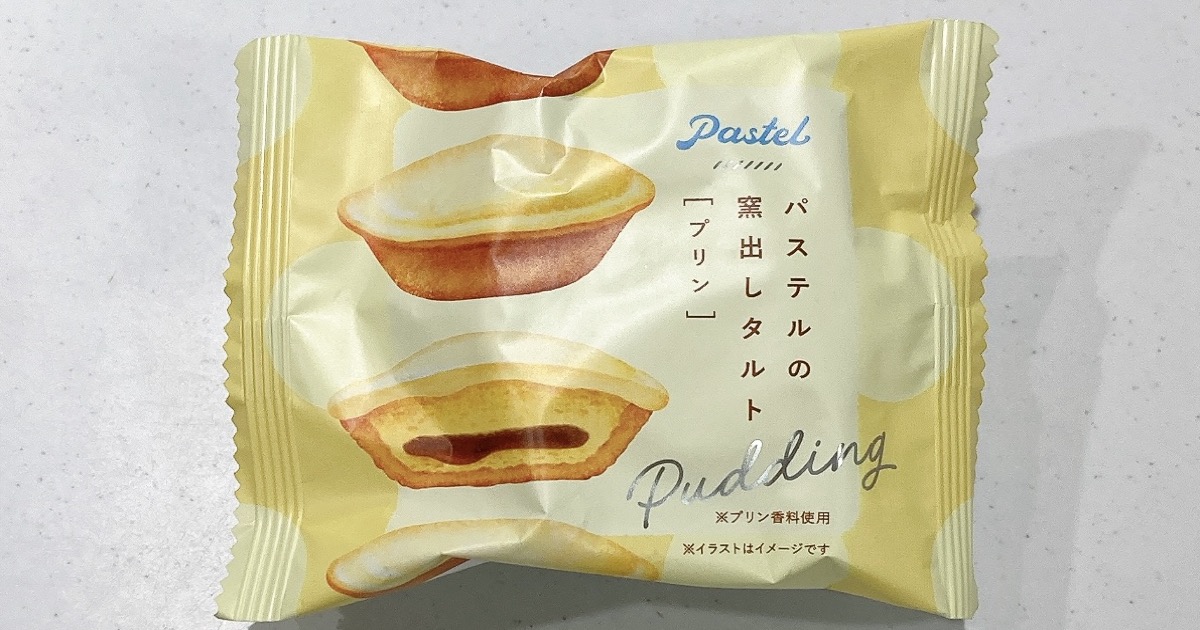 Pastel
パステルの
窯出しタルト
［プリン］
Pudding
※プリン香料使用
※イラストはイメージです